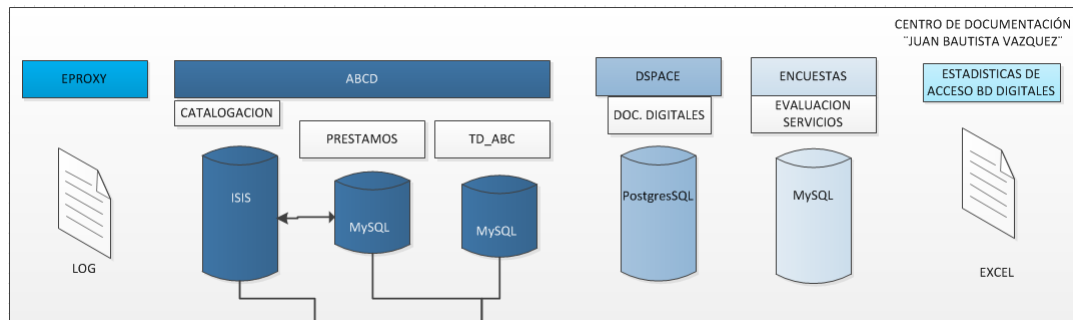 CENTRO DE DOCUMENTACIÓN
¨JUAN BAUTISTA VAZQUEZ¨
EPROXY
ABCD
DSPACE
ENCUESTAS
ESTADISTICAS DE
ACCESO BD DIGITALES
CATALOGACION
DOC. DIGITALES
EVALUACION
SERVICIOS
PRESTAMOS
TD_ABC
ISIS
MySQL
MySQL
PostgresSQL
MySQL
LOG
EXCEL